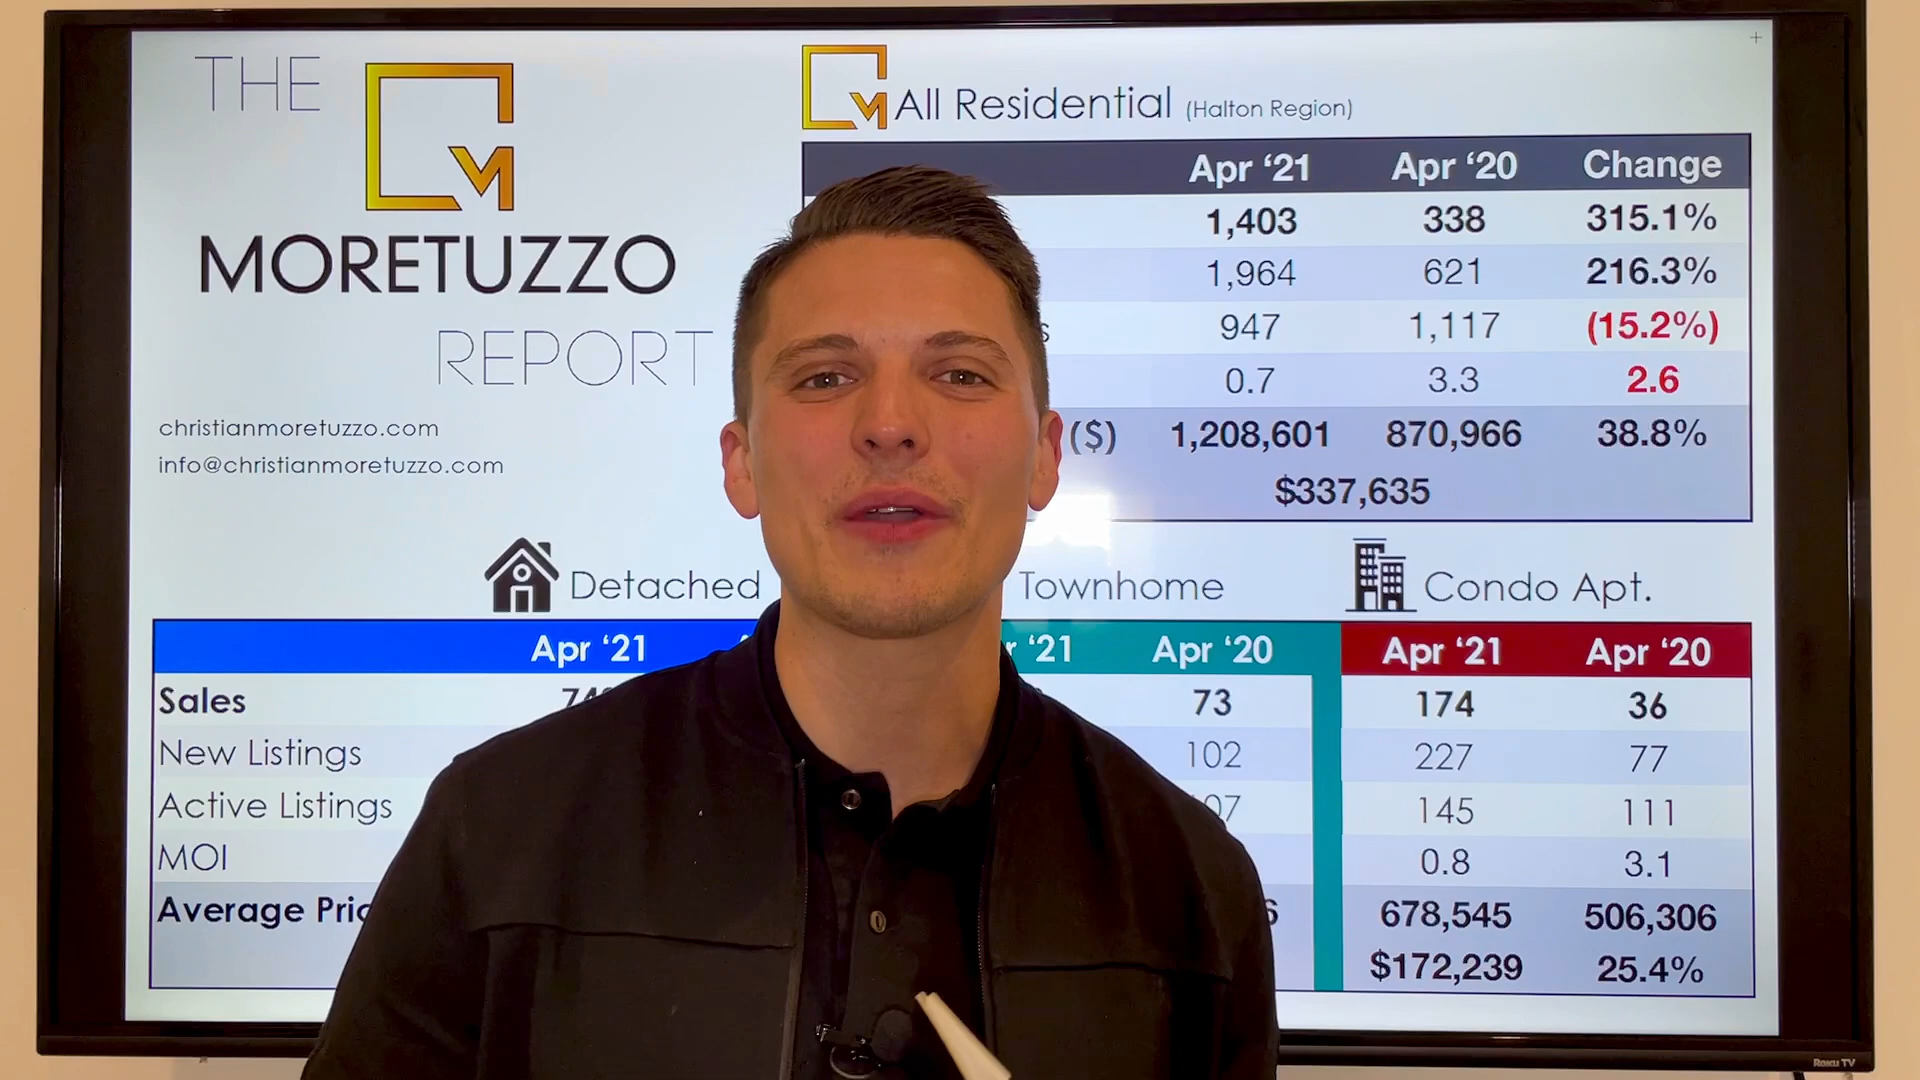 THE
MORETUZZO
REPORT
christianmoretuzzo.com
info@christianmoretuzzo.com
M All Residential (Halton Region)
Apr ‘21 Apr ‘20 Change
1,403 338 315.1%
1,964 621 216.3%
947 1,117 (15.2%)
0.7 3.3 2.6
($) 1,208,601 870,966 38.8%
$337,635
Detached Townhome Condo Apt.
Apr ‘21 ‘21 Apr ‘20 Apr ‘21 Apr ‘20
Sales 73 174 36
New Listings 102 227 77
Active Listings 145 111
MOI 0.8 3.1
Average 678,545 506,306
$172,239 25.4%
Roku TV